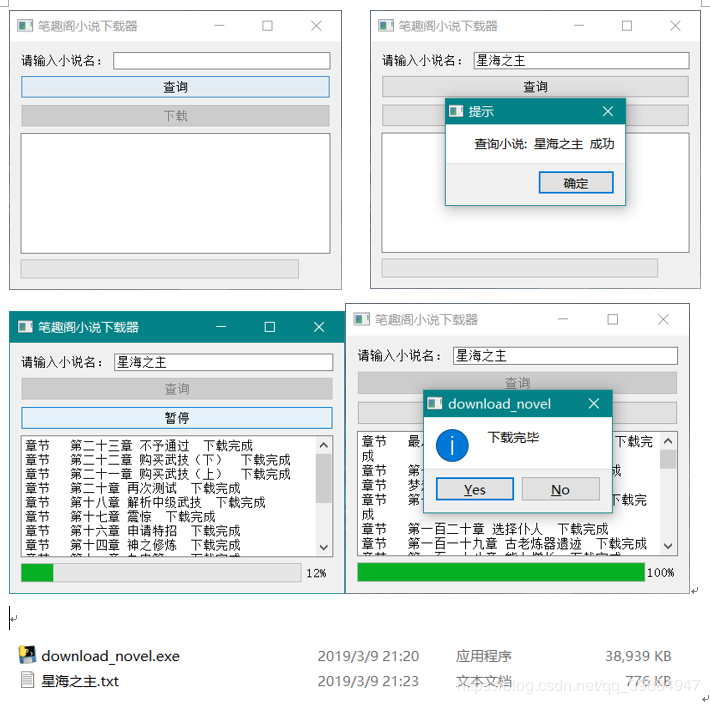 笔趣阁小说下载器
请输入小说名：
查询
下载
笔趣阁小说下载器
请输入小说名： 星海之主
查询
提示
查询小说: 星海之主 成功
确定
笔趣阁小说下载器
请输入小说名： 星海之主
查询
暂停
章节 第二十三章 不予通过 下载完成
章节 第二十二章 购买武技（下） 下载完成
章节 第二十一章 购买武技（上） 下载完成
章节 第二十章 再次测试 下载完成
章节 第十八章 解析中级武技 下载完成
章节 第十七章 震惊 下载完成
章节 第十六章 申请特招 下载完成
章节 第十四章 神之修炼 下载完成
12%
笔趣阁小说下载器
请输入小说名： 星海之主
查询
download_novel
下载完毕
Yes No
章节 最 下载完
成
章节 第一 成
章节 梦
章节 第一 下载完
成
章节 第一百二十章 选择仆人 下载完成
章节 第一百一十九章 古老炼器遗迹 下载完成
100%
download_novel.exe 2019/3/9 21:20 应用程序 38,939 KB
星海之主.txt 2019/3/9 21:23 文本文档 776 KB